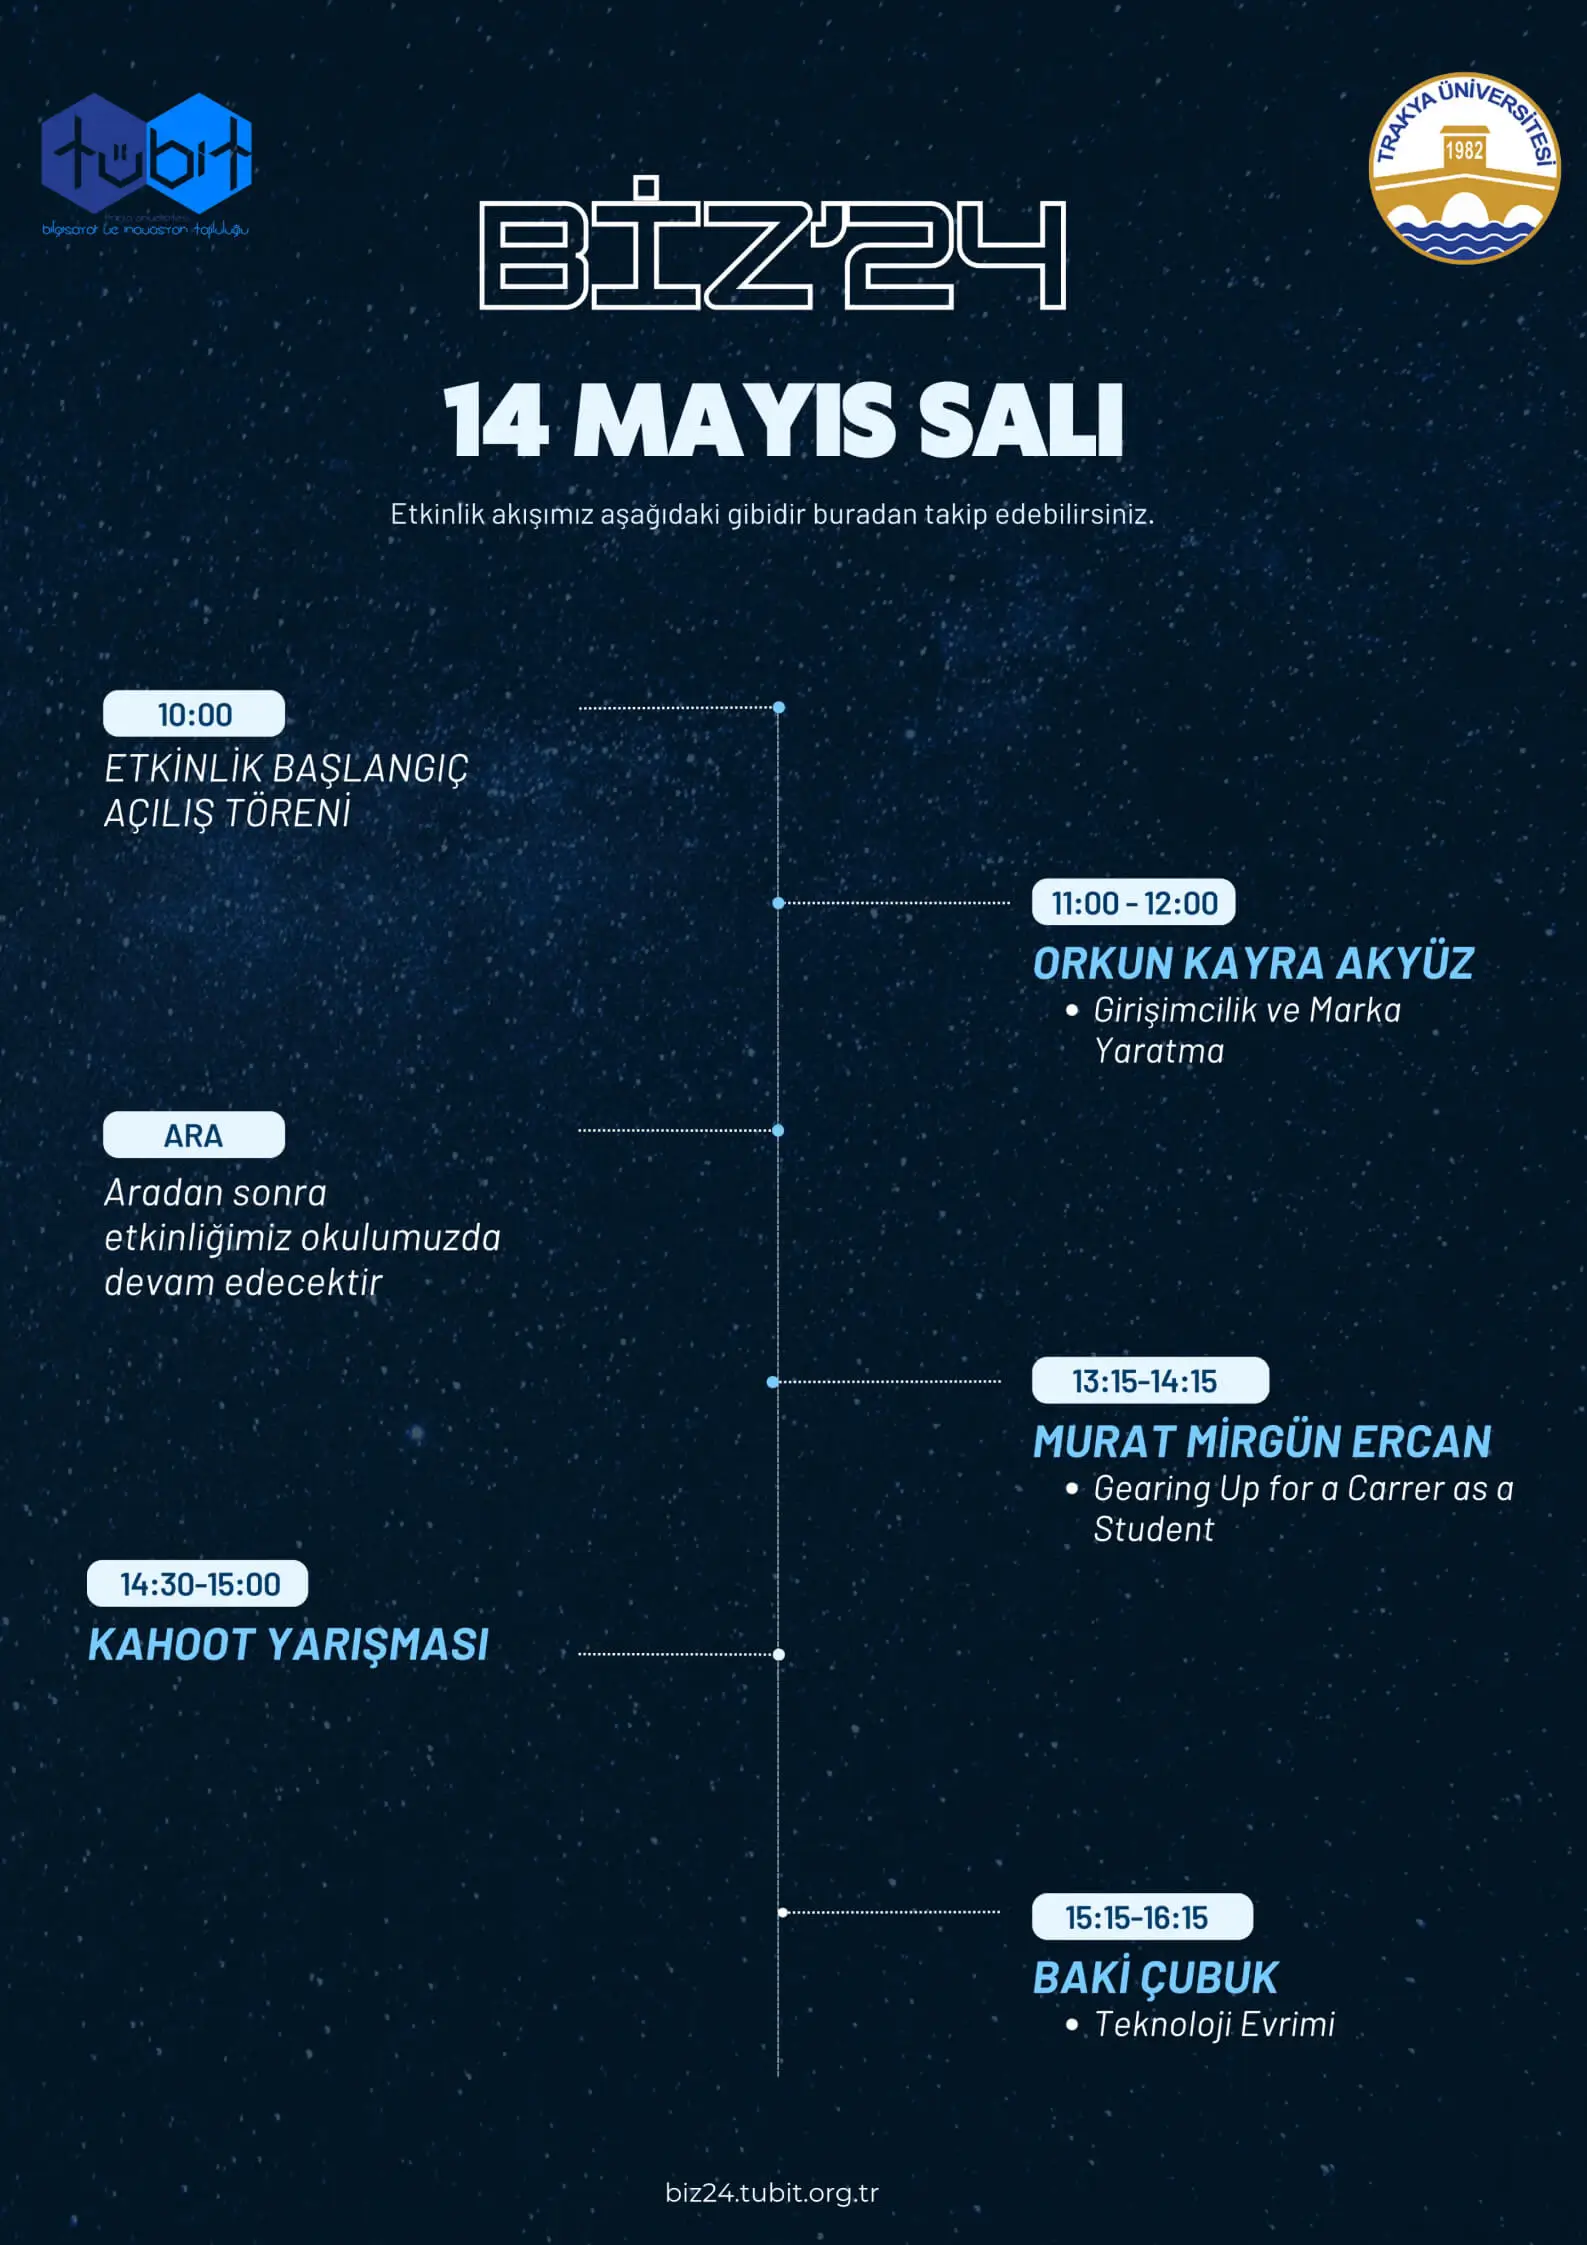 tübit
bilgisayar ve inovasyon topluluğu
TRAKYA ÜNİVERSİTESİ
1982
BİZ'24
14 MAYIS SALI
Etkinlik akışımız aşağıdaki gibidir buradan takip edebilirsiniz.
10:00
ETKİNLİK BAŞLANGIÇ
AÇILIŞ TÖRENİ
11:00 - 12:00
ORKUN KAYRA AKYÜZ
• Girişimcilik ve Marka
Yaratma
ARA
Aradan sonra
etkinliğimiz okulumuzda
devam edecektir
13:15-14:15
MURAT MİRGÜN ERCAN
• Gearing Up for a Carrer as a
Student
14:30-15:00
KAHOOT YARIŞMASI
15:15-16:15
BAKİ ÇUBUK
• Teknoloji Evrimi
biz24.tubit.org.tr